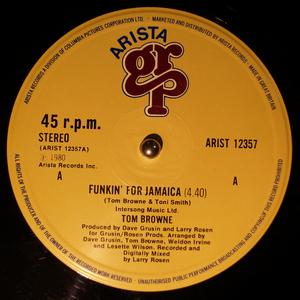 ARISTA RECORDS A DIVISION OF COLUMBIA PICTURES CORPORATION LTD. MARKETED AND DISTRIBUTED BY ARISTA
MADE IN GREAT BRITAIN
ARISTA
grp
45 r.p.m.
STEREO
(ARIST 12357A)
ARIST 12357
℗ 1980
Arista Records Inc.
A
A
FUNKIN' FOR JAMAICA (4.40)
(Tom Browne & Toni Smith)
Intersong Music Ltd.
TOM BROWNE
Produced by Dave Grusin and Larry Rosen
for Grusin/Rosen Prods. Arranged by
Dave Grusin, Tom Browne, Weldon Irvine
and Lesette Wilson. Recorded and
Digitally Mixed
by Larry Rosen
ALL RIGHTS OF THE MANUFACTURER AND OF THE OWNER OF THE RECORDED WORK RESERVED. UNAUTHORISED PUBLIC PERFORMANCE, BROADCASTING AND COPYING OF THIS RECORD PROHIBITED